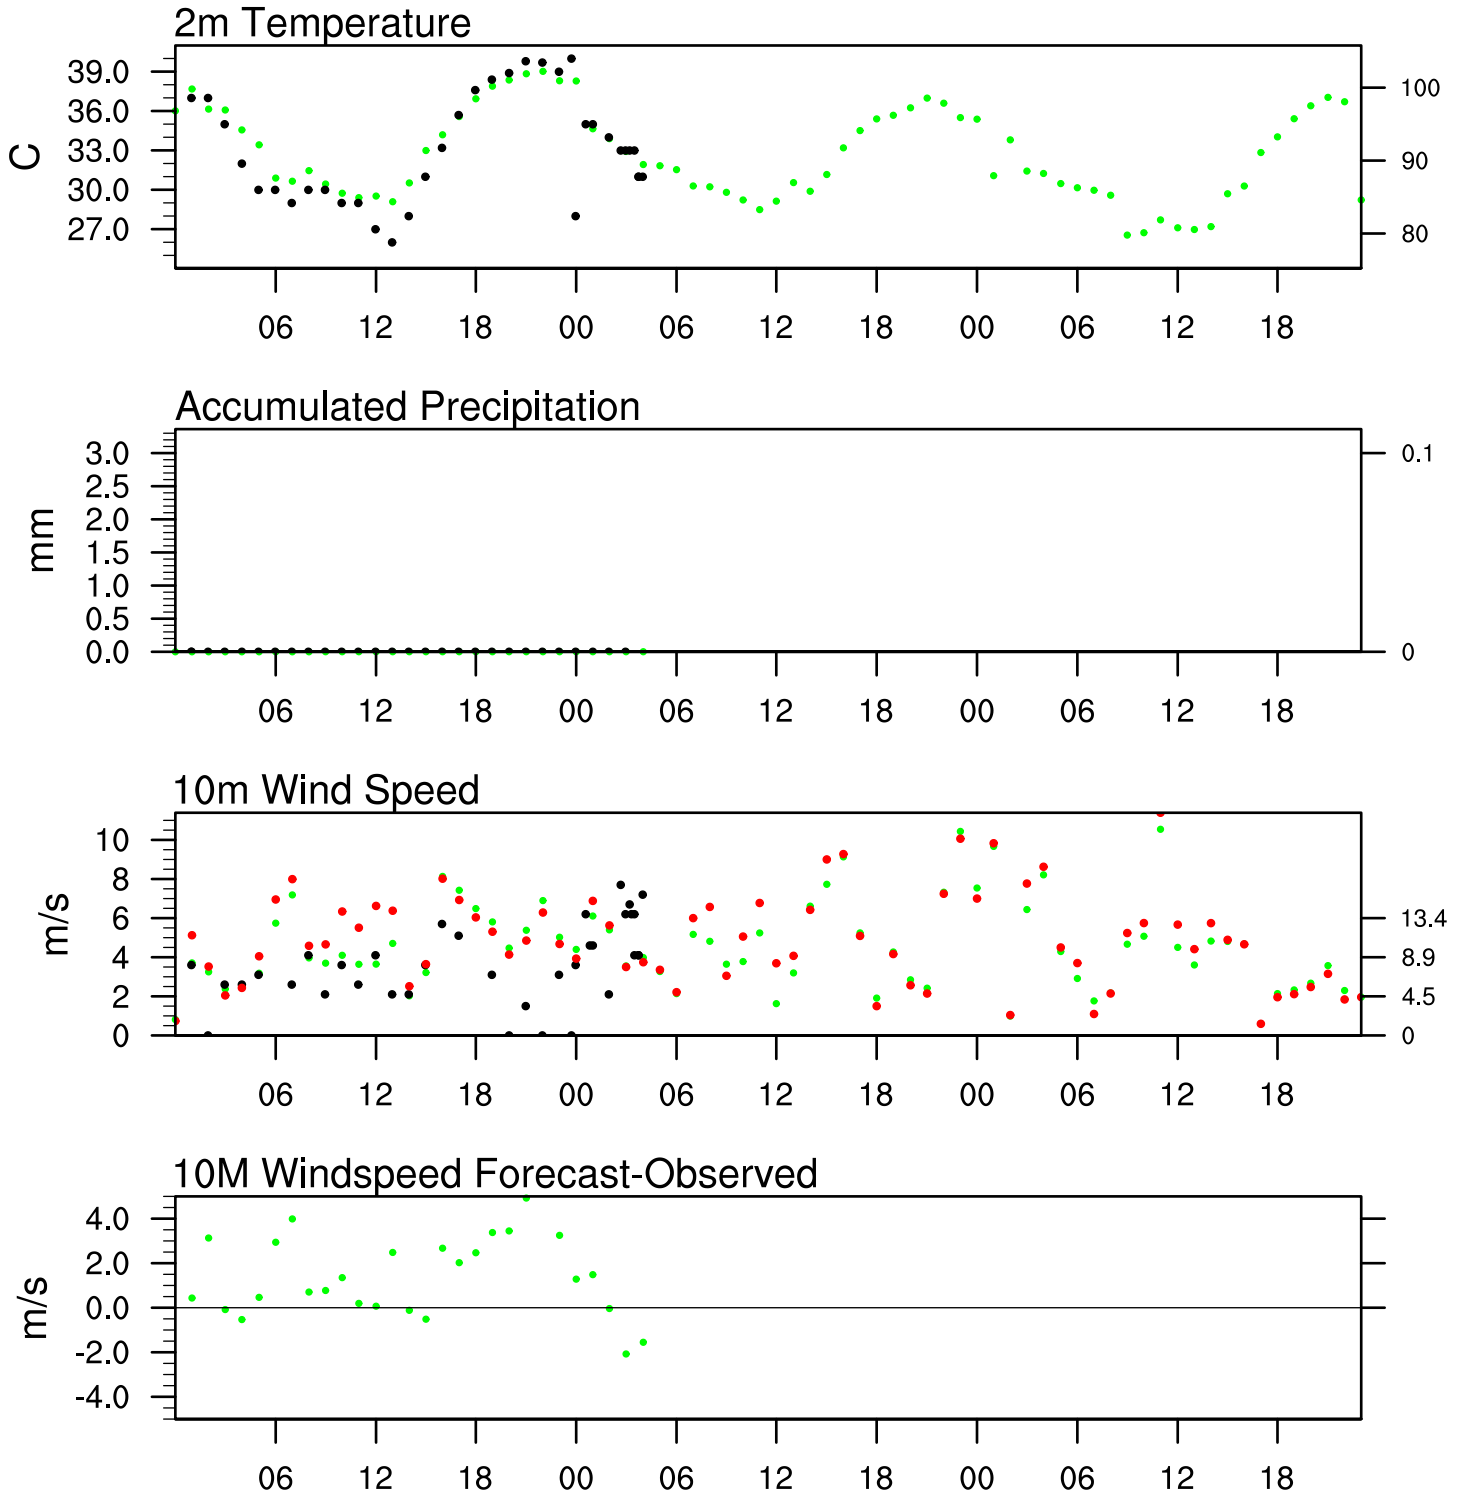 2m Temperature
39.0
36.0
33.0
30.0
27.0
C
100
90
80
06 12 18 00 06 12 18 00 06 12 18
Accumulated Precipitation
3.0
2.5
2.0
1.5
1.0
0.5
0.0
mm
0.1
0
06 12 18 00 06 12 18 00 06 12 18
10m Wind Speed
10
8
6
4
2
0
m/s
13.4
8.9
4.5
0
06 12 18 00 06 12 18 00 06 12 18
10M Windspeed Forecast-Observed
4.0
2.0
0.0
-2.0
-4.0
m/s
06 12 18 00 06 12 18 00 06 12 18